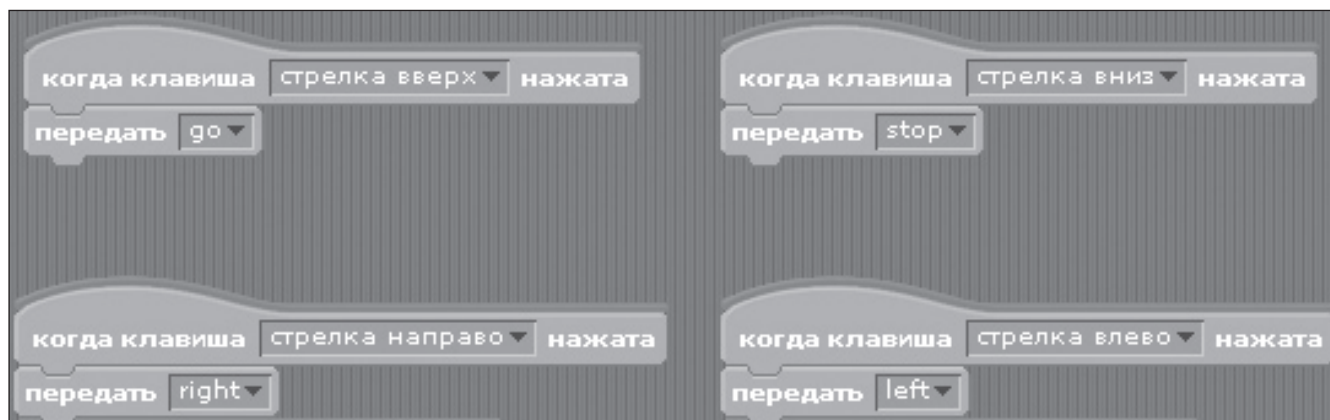 когда клавиша стрелка вверх нажата
передать go
когда клавиша стрелка вниз нажата
передать stop
когда клавиша стрелка направо нажата
передать right
когда клавиша стрелка влево нажата
передать left